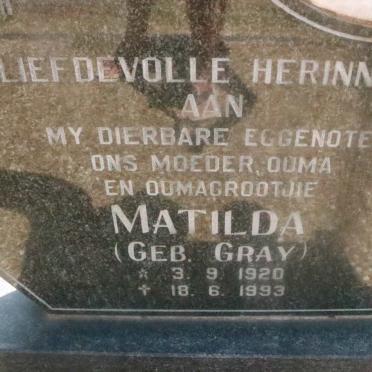 LIEFDEVOLLE HERINN
AAN
MY DIERBARE EGGENOTE
ONS MOEDER, OUMA
EN OUMAGROOTJIE
MATILDA
(GEB. GRAY)
☆ 3. 9. 1920
✝ 18. 6. 1993